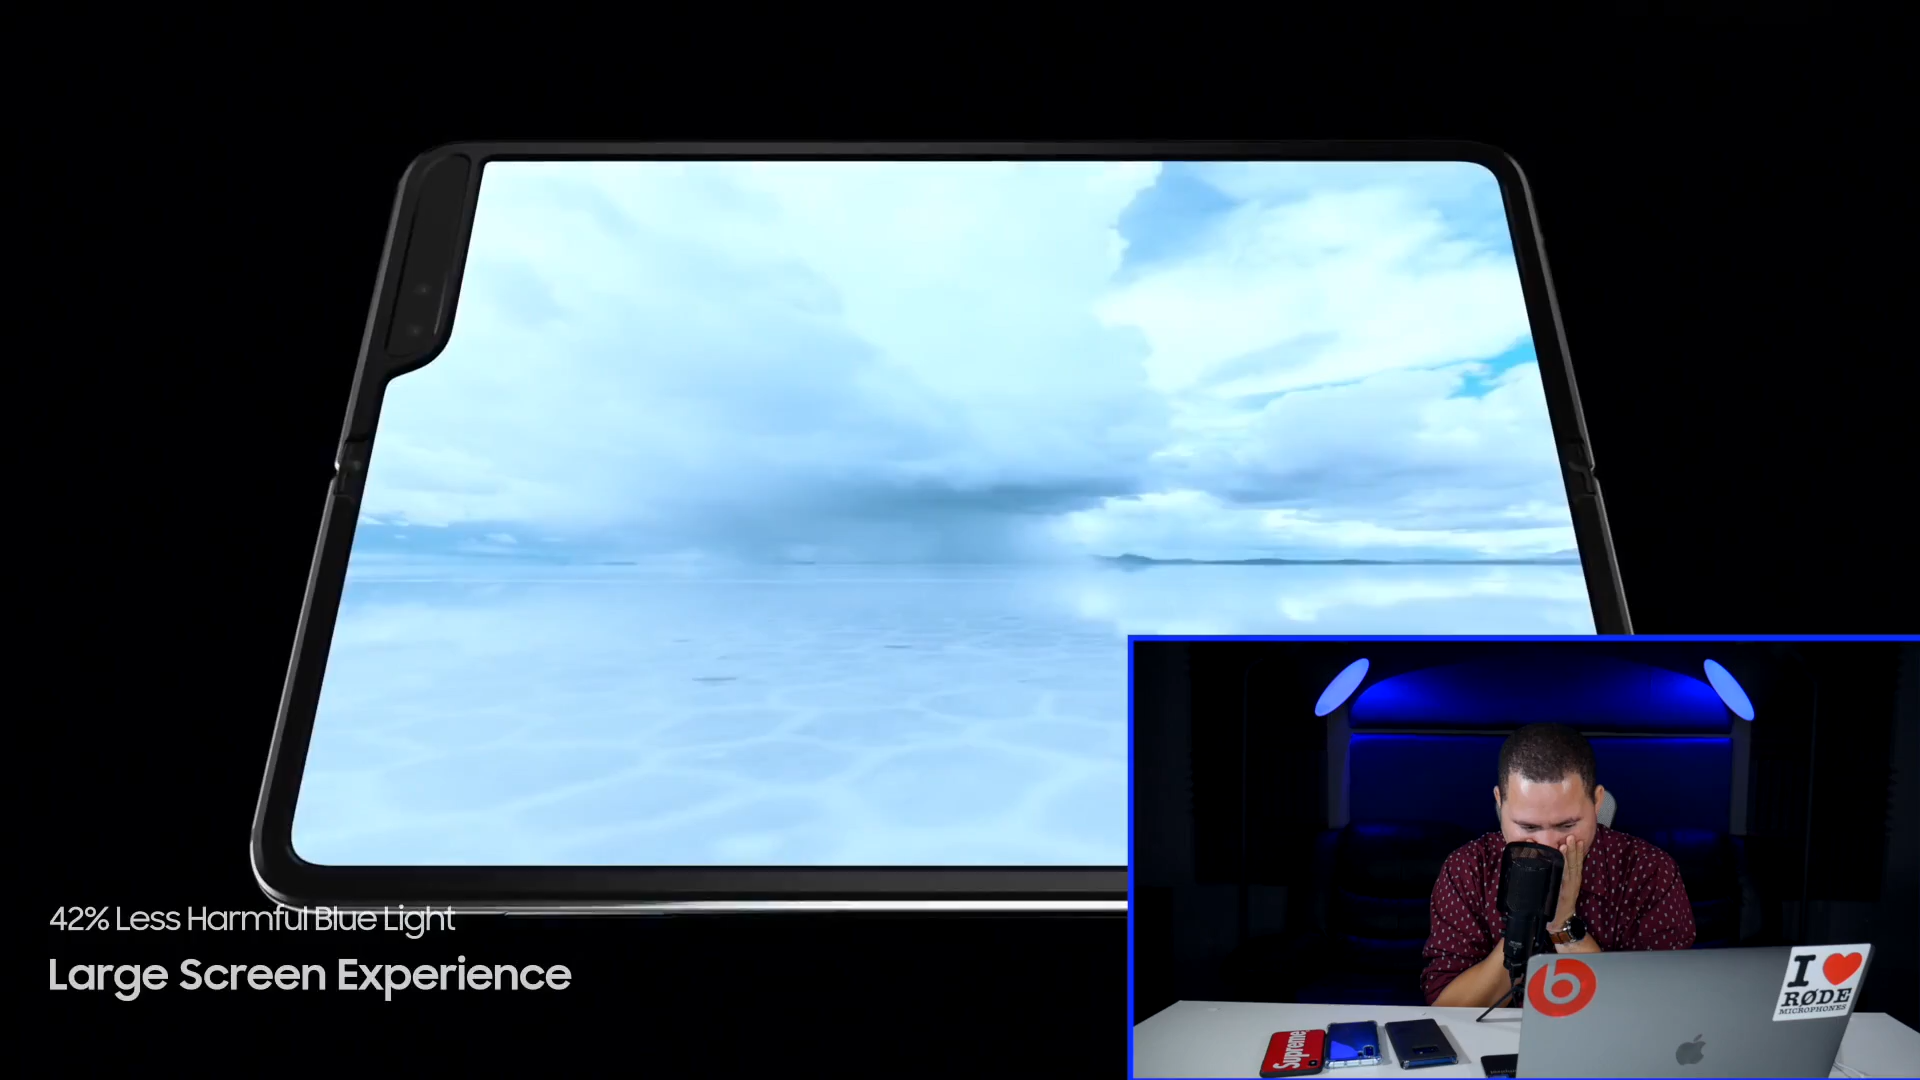 42% Less Harmful Blue Light
Large Screen Experience
I ❤
RØDE
MICROPHONES
Supreme